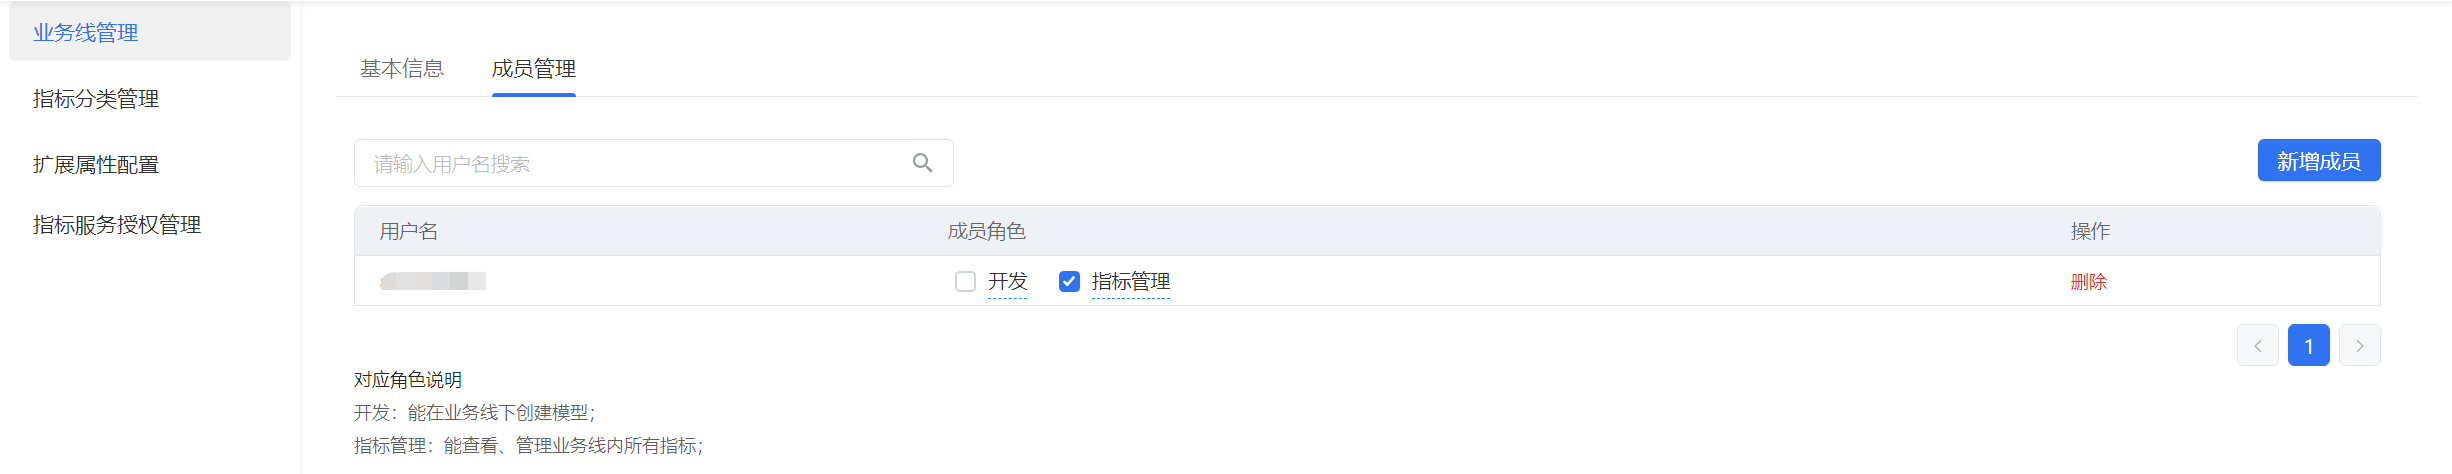 业务线管理
指标分类管理
扩展属性配置
指标服务授权管理
基本信息 成员管理
请输入用户名搜索
新增成员
用户名 成员角色 操作
开发 指标管理 删除
1
对应角色说明
开发：能在业务线下创建模型；
指标管理：能查看、管理业务线内所有指标；